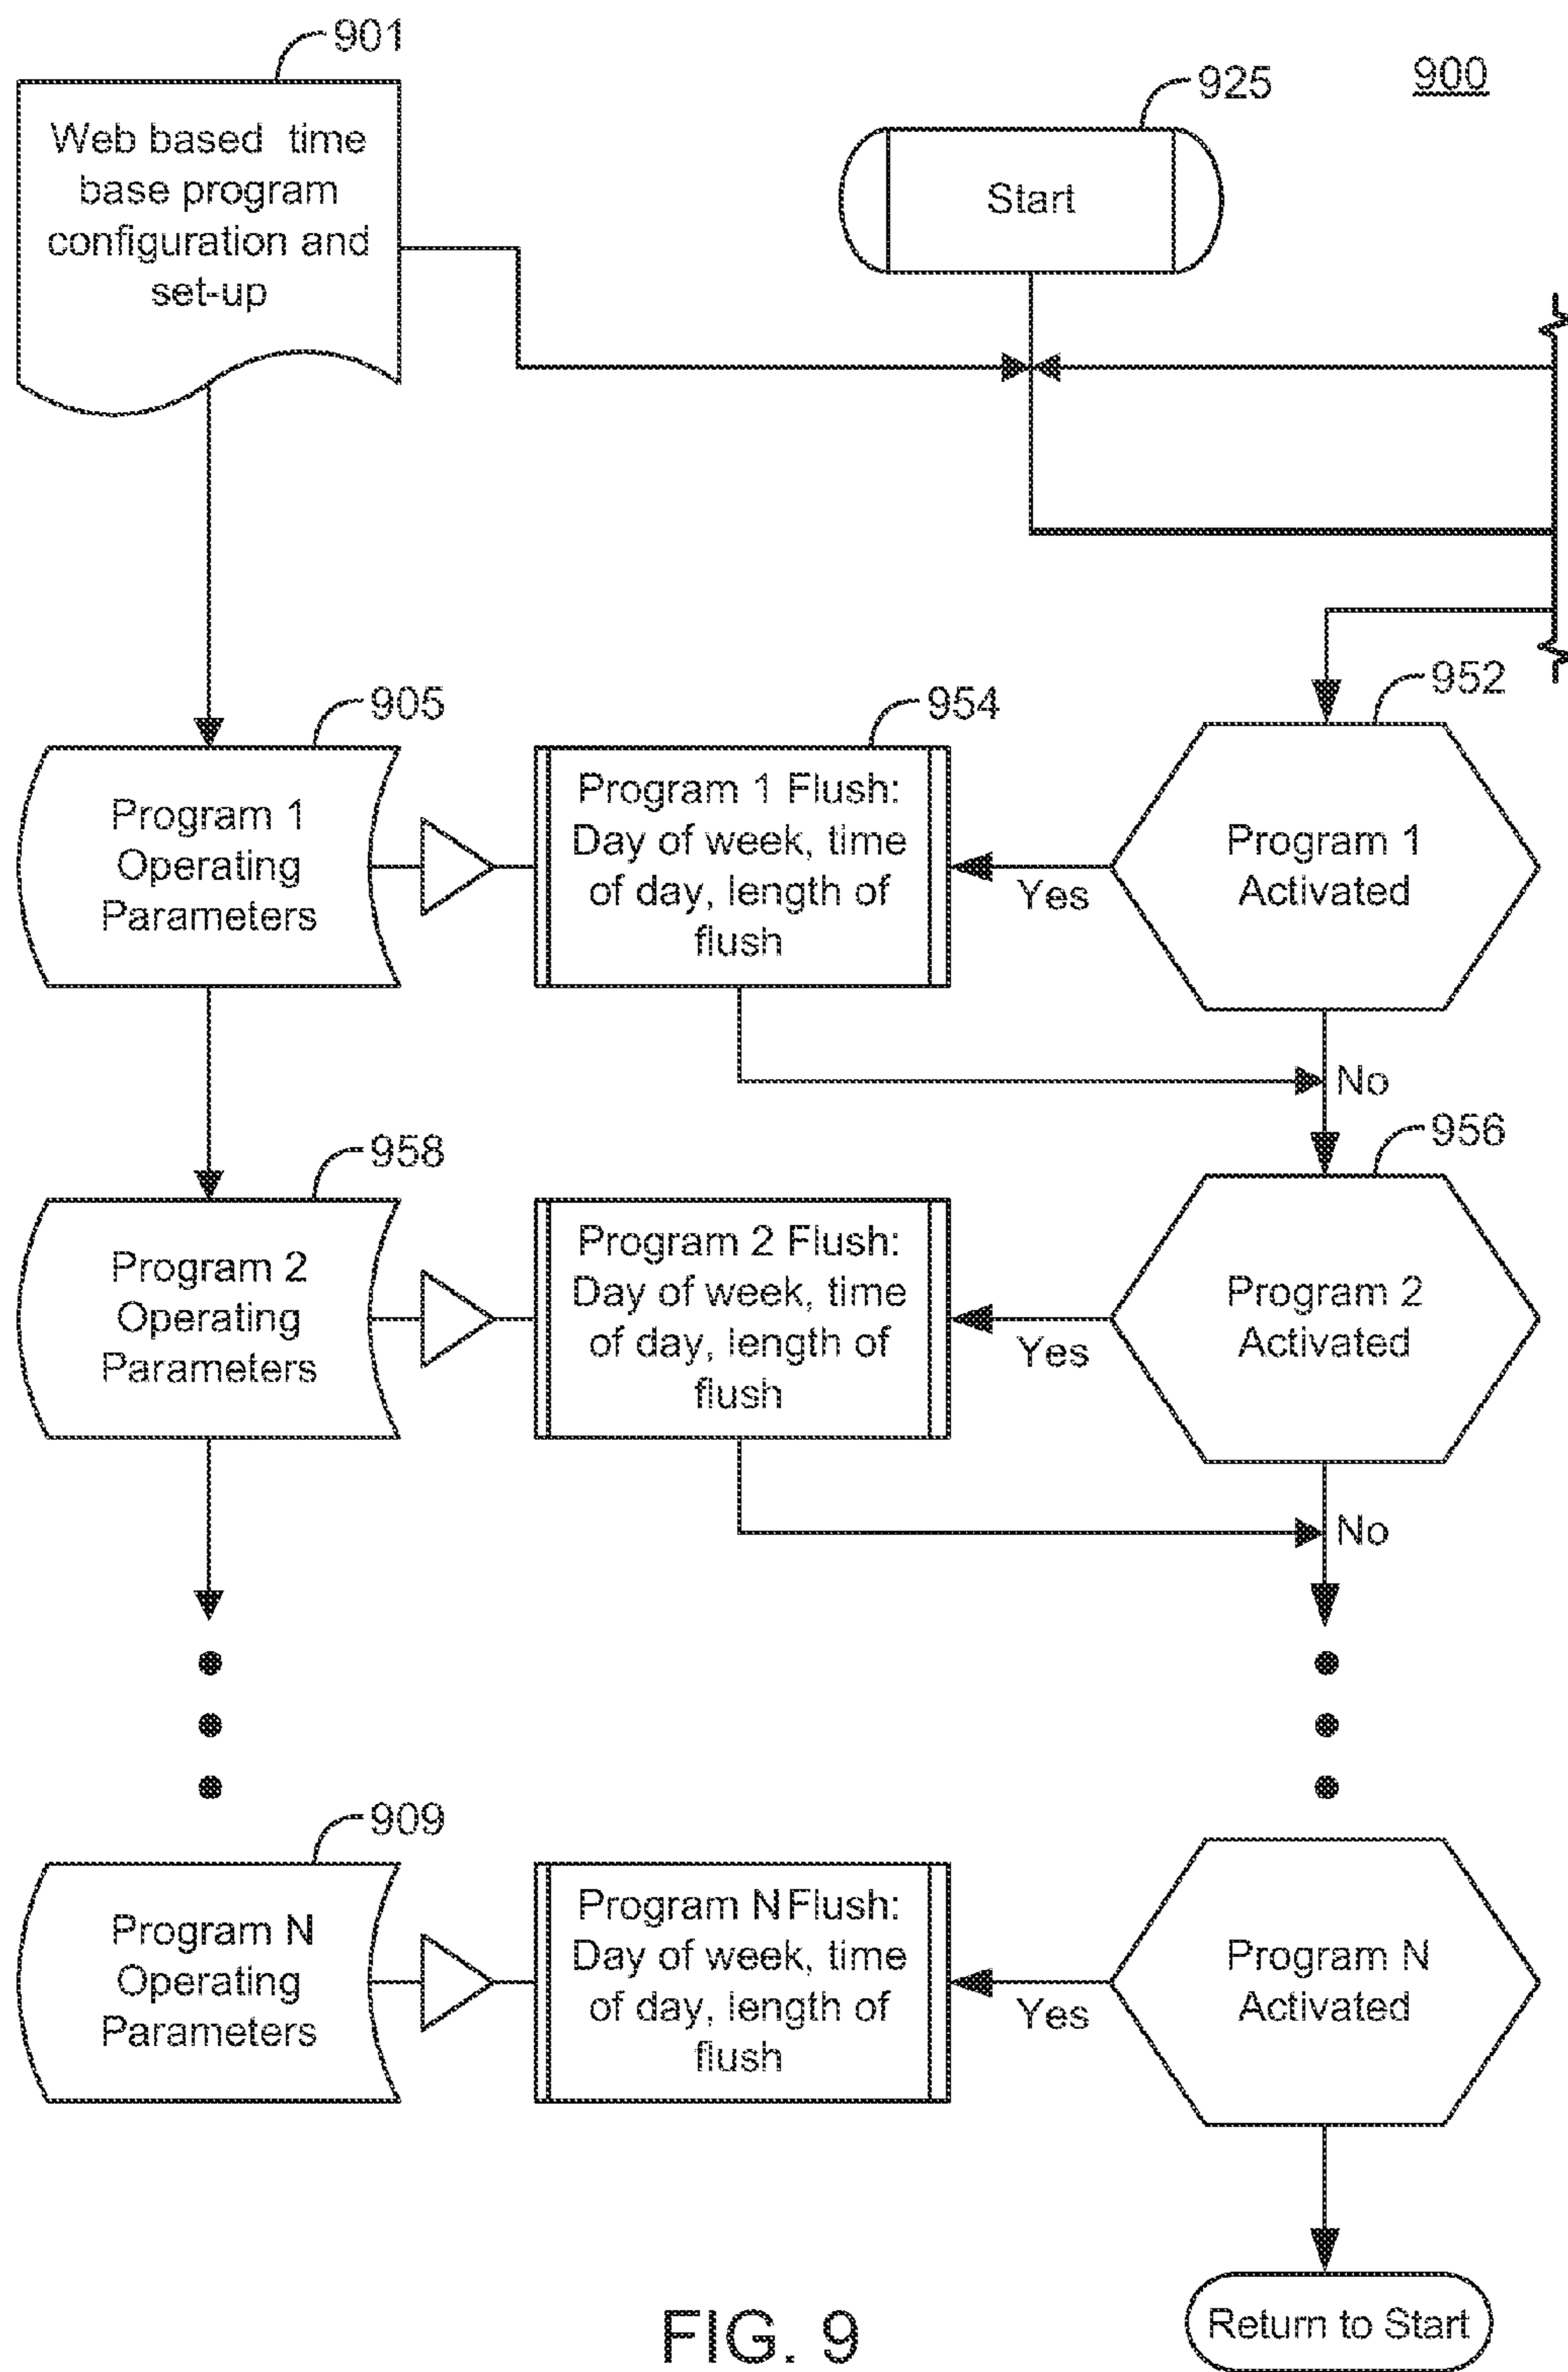 901
Web based time
base program
configuration and
set-up
925
Start
900
905
Program 1
Operating
Parameters
954
Program 1 Flush:
Day of week, time
of day, length of
flush
Yes
952
Program 1
Activated
No
958
Program 2
Operating
Parameters
Program 2 Flush:
Day of week, time
of day, length of
flush
Yes
956
Program 2
Activated
No
909
Program N
Operating
Parameters
Program N Flush:
Day of week, time
of day, length of
flush
Yes
Program N
Activated
Return to Start
FIG. 9